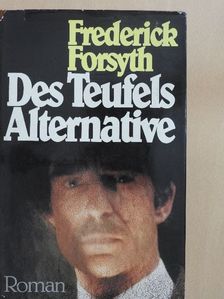 Frederick
Forsyth
Des Teufels
Alternative
Roman